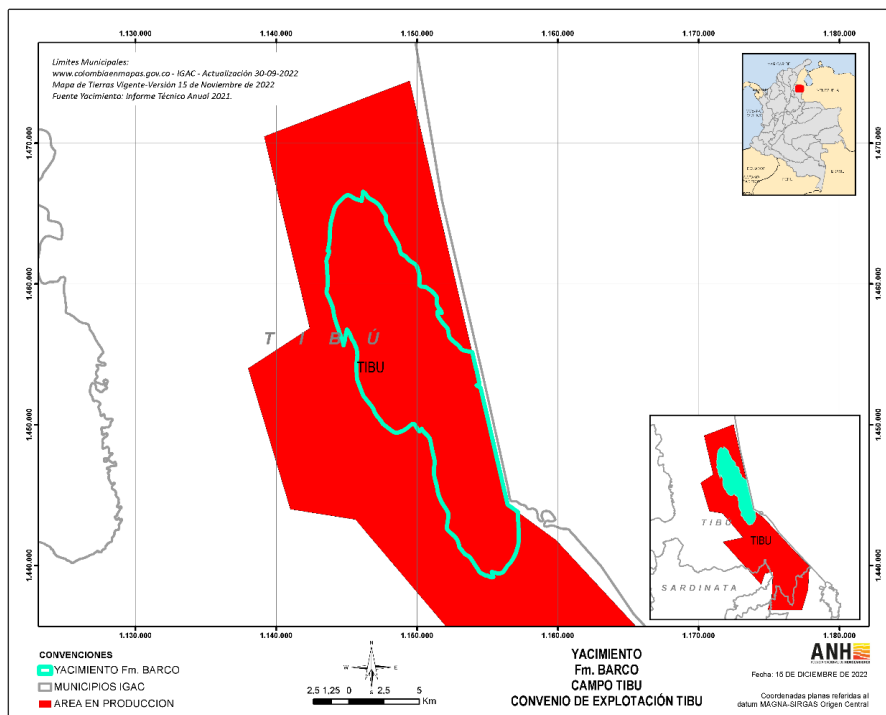 1.130.000
1.140.000
1.150.000
1.160.000
1.170.000
1.180.000
Límites Municipales:
www.colombiaenmapas.gov.co - IGAC - Actualización 30-09-2022
Mapa de Tierras Vigente-Versión 15 de Noviembre de 2022
Fuente Yacimiento: Informe Técnico Anual 2021.
1.470.000
1.470.000
1.460.000
1.460.000
TIBÚ
TIBU
1.450.000
1.450.000
TIBU
TIBU
SARDINATA
1.440.000
1.440.000
1.130.000
1.140.000
1.150.000
1.160.000
1.170.000
1.180.000
CONVENCIONES
YACIMIENTO Fm. BARCO
MUNICIPIOS IGAC
AREA EN PRODUCCION
N
W
E
S
2,5 1,25 0 2,5 5
Km
YACIMIENTO
Fm. BARCO
CAMPO TIBU
CONVENIO DE EXPLOTACIÓN TIBU
ANH
Fecha: 16 DE DICIEMBRE DE 2022
Coordenadas planas referidas al
datum MAGNA-SIRGAS Origen Central